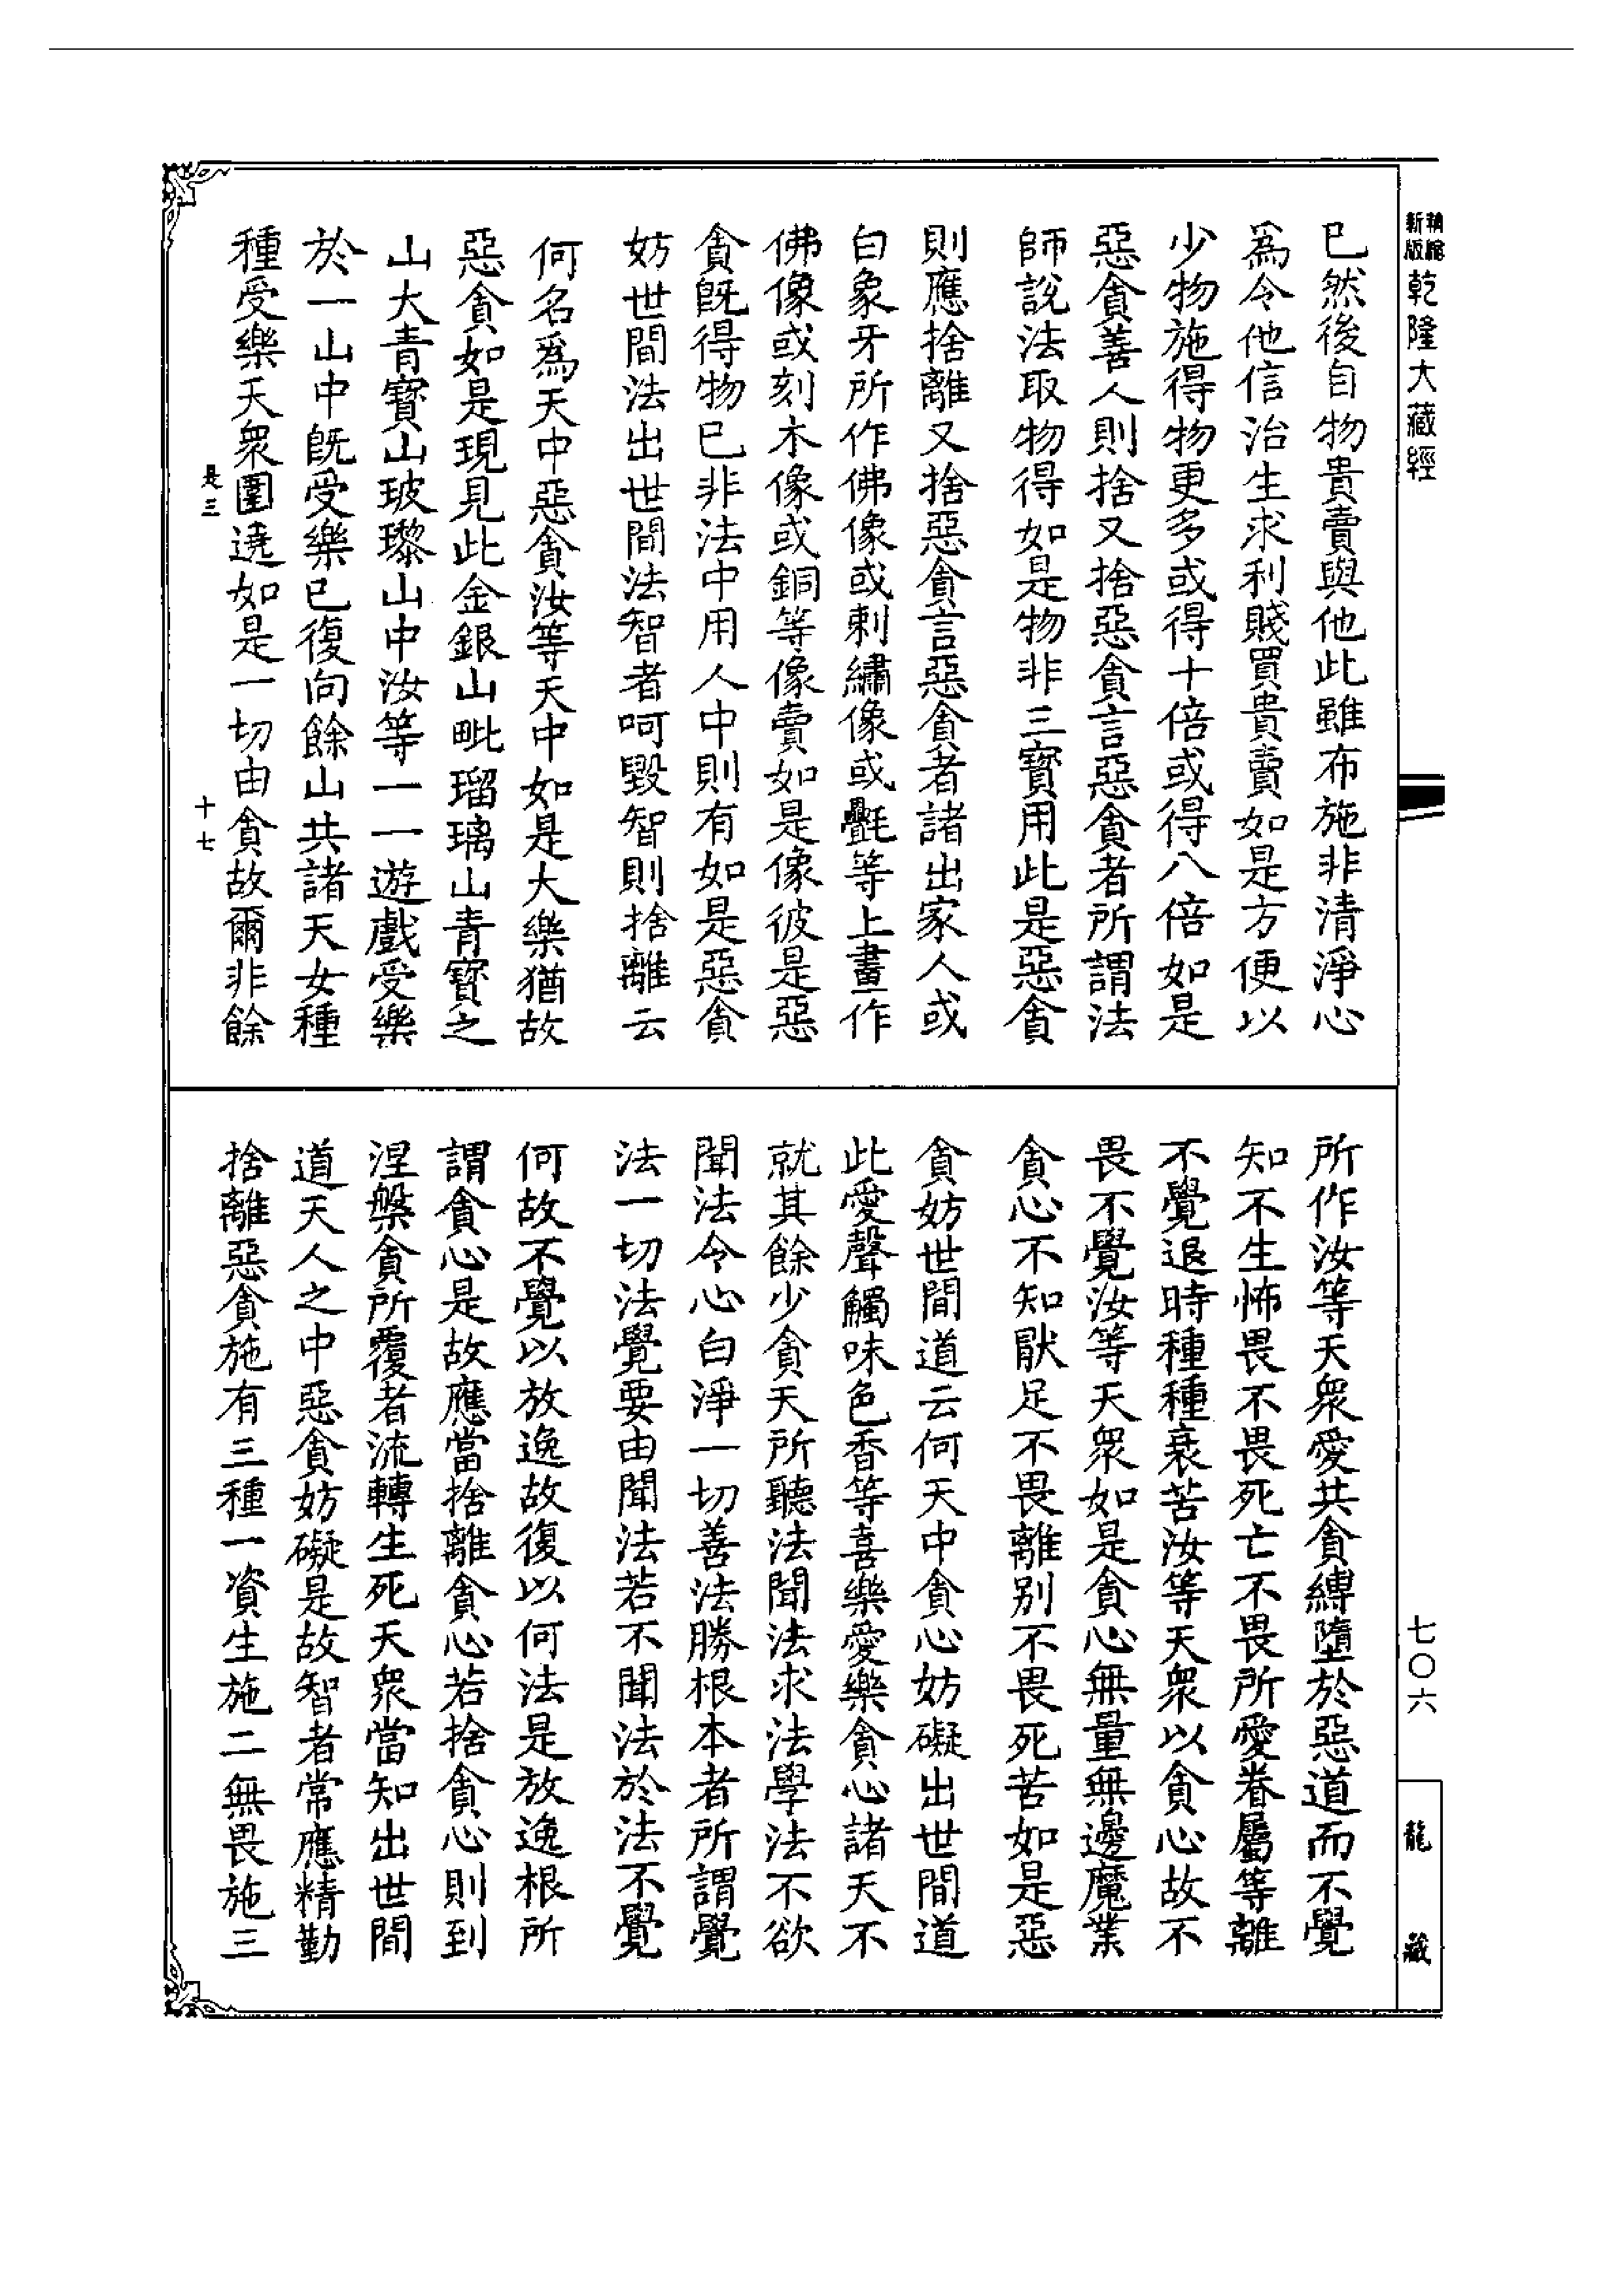 新版精縮
乾隆大藏經
已然後自物貴賣與他此雖布施非清淨心
爲令他信治生求利賤買貴賣如是方便以
少物施得物更多或得十倍或得八倍如是
惡貪善人則捨又捨惡貪言惡貪者所謂法
師說法取物得如是物非三寶用此是惡貪
則應捨離又捨惡貪言惡貪者諸出家人或
白象牙所作佛像或刺繡像或氎等上畫作
佛像或刻木像或銅等像賣如是像彼是惡
貪旣得物已非法中用人中則有如是惡貪
妨世間法出世間法智者呵毀智則捨離云
何名爲天中惡貪汝等天中如是大樂猶故
惡貪如是現見此金銀山毗瑠璃山青寶之
山大青寶山玻瓈山中汝等一一遊戲受樂
於一山中旣受樂已復向餘山共諸天女種
是三
十七
種受樂天衆圍遶如是一切由貪故爾非餘
七〇六
龍藏
所作汝等天衆愛共貪縛墮於惡道而不覺
知不生怖畏不畏死亡不畏所愛眷屬等離
不覺退時種種衰苦汝等天衆以貪心故不
畏不覺汝等天衆如是貪心無量無邊魔業
貪心不知猒足不畏離别不畏死苦如是惡
貪妨世間道云何天中貪心妨礙出世間道
此愛聲觸味色香等喜樂愛樂貪心諸天不
就其餘少貪天所聽法聞法求法學法不欲
聞法令心白淨一切善法勝根本者所謂覺
法一切法覺要由聞法若不聞法於法不覺
何故不覺以放逸故復以何法是放逸根所
謂貪心是故應當捨離貪心若捨貪心則到
涅槃貪所覆者流轉生死天衆當知出世間
道天人之中惡貪妨礙是故智者常應精勤
捨離惡貪施有三種一資生施二無畏施三